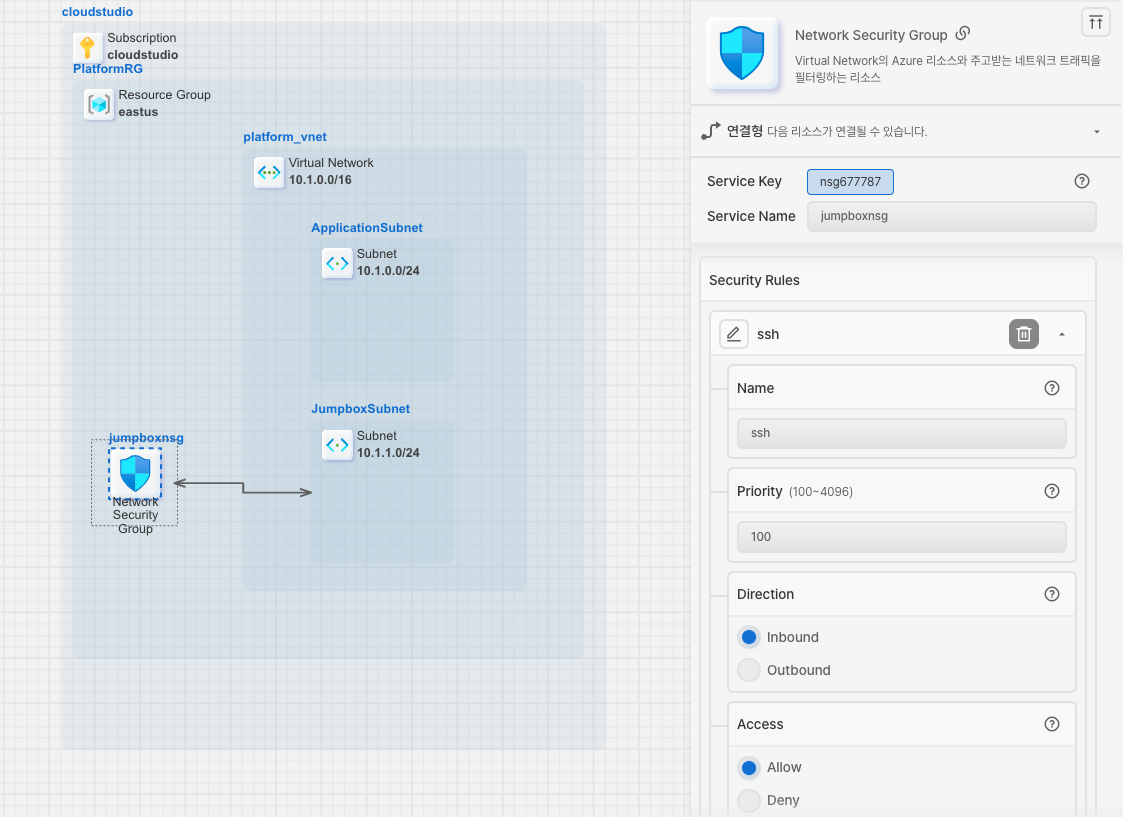 cloudstudio
Subscription
cloudstudio
PlatformRG
Resource Group
eastus
platform_vnet
Virtual Network
10.1.0.0/16
ApplicationSubnet
Subnet
10.1.0.0/24
JumpboxSubnet
Subnet
10.1.1.0/24
jumpboxnsg
Network
Security
Group
Network Security Group
Virtual Network의 Azure 리소스와 주고받는 네트워크 트래픽을
필터링하는 리소스
연결형 다음 리소스가 연결될 수 있습니다.
Service Key nsg677787
Service Name jumpboxnsg
Security Rules
ssh
Name
ssh
Priority (100~4096)
100
Direction
Inbound
Outbound
Access
Allow
Deny